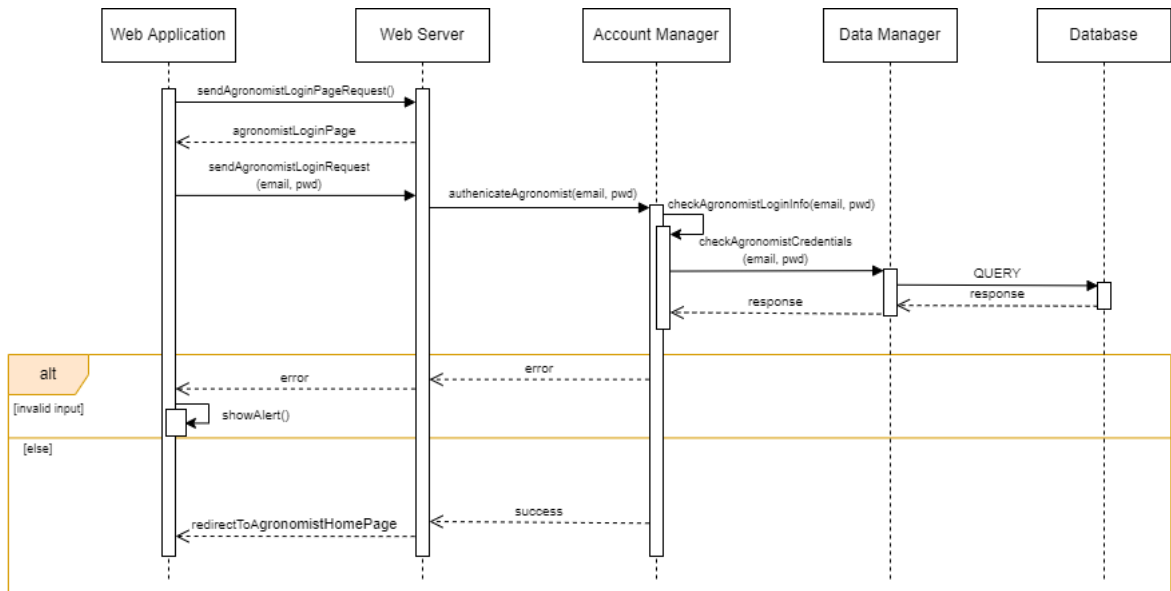 Web Application
Web Server
Account Manager
Data Manager
Database
sendAgronomistLoginPageRequest()
agronomistLoginPage
sendAgronomistLoginRequest
(email, pwd)
authenicateAgronomist(email, pwd)
checkAgronomistLoginInfo(email, pwd)
checkAgronomistCredentials
(email, pwd)
QUERY
response
response
alt
error
error
[invalid input]
showAlert()
[else]
success
redirectToAgronomistHomePage